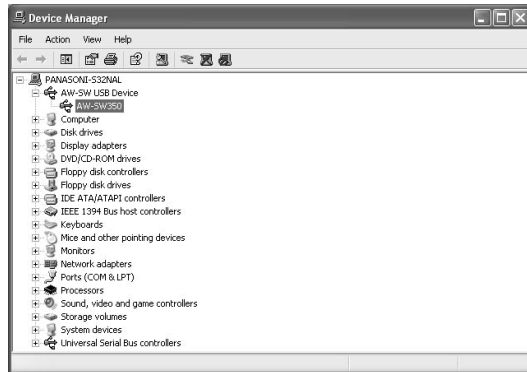 Device Manager
File Action View Help
PANASONI-S32NAL
AW-SW USB Device
AW-SW350
Computer
Disk drives
Display adapters
DVD/CD-ROM drives
Floppy disk controllers
Floppy disk drives
IDE ATA/ATAPI controllers
IEEE 1394 Bus host controllers
Keyboards
Mice and other pointing devices
Monitors
Network adapters
Ports (COM & LPT)
Processors
Sound, video and game controllers
Storage volumes
System devices
Universal Serial Bus controllers